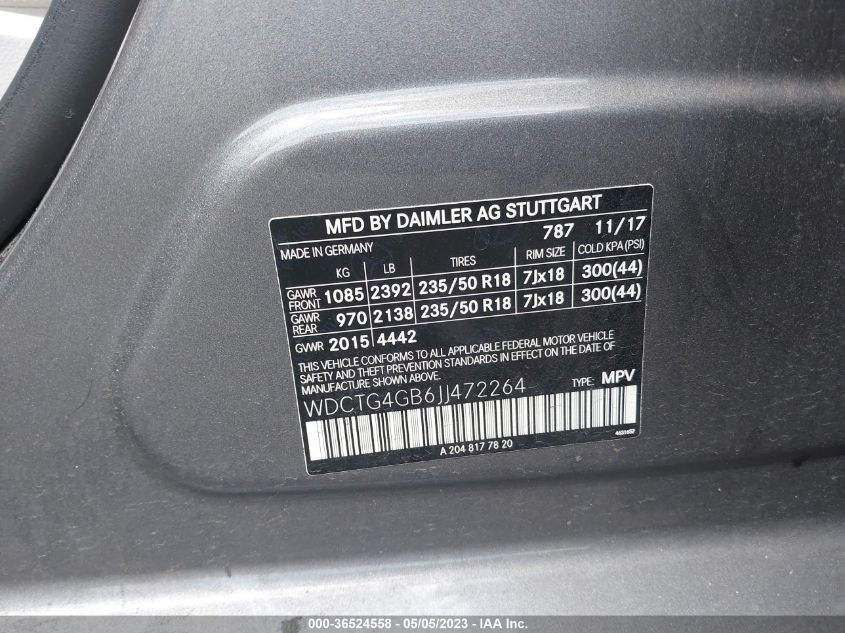 MFD BY DAIMLER AG STUTTGART
MADE IN GERMANY 787 11/17
KG LB TIRES RIM SIZE COLD KPA (PSI)
GAWR FRONT 1085 2392 235/50 R18 7Jx18 300(44)
GAWR REAR 970 2138 235/50 R18 7Jx18 300(44)
GVWR 2015 4442
THIS VEHICLE CONFORMS TO ALL APPLICABLE FEDERAL MOTOR VEHICLE
SAFETY AND THEFT PREVENTION STANDARDS IN EFFECT ON THE DATE OF
MANUFACTURE SHOWN ABOVE.
WDCTG4GB6JJ472264 TYPE: MPV
A 204 817 78 20
000-36524558 - 05/05/2023 - © IAA Inc.